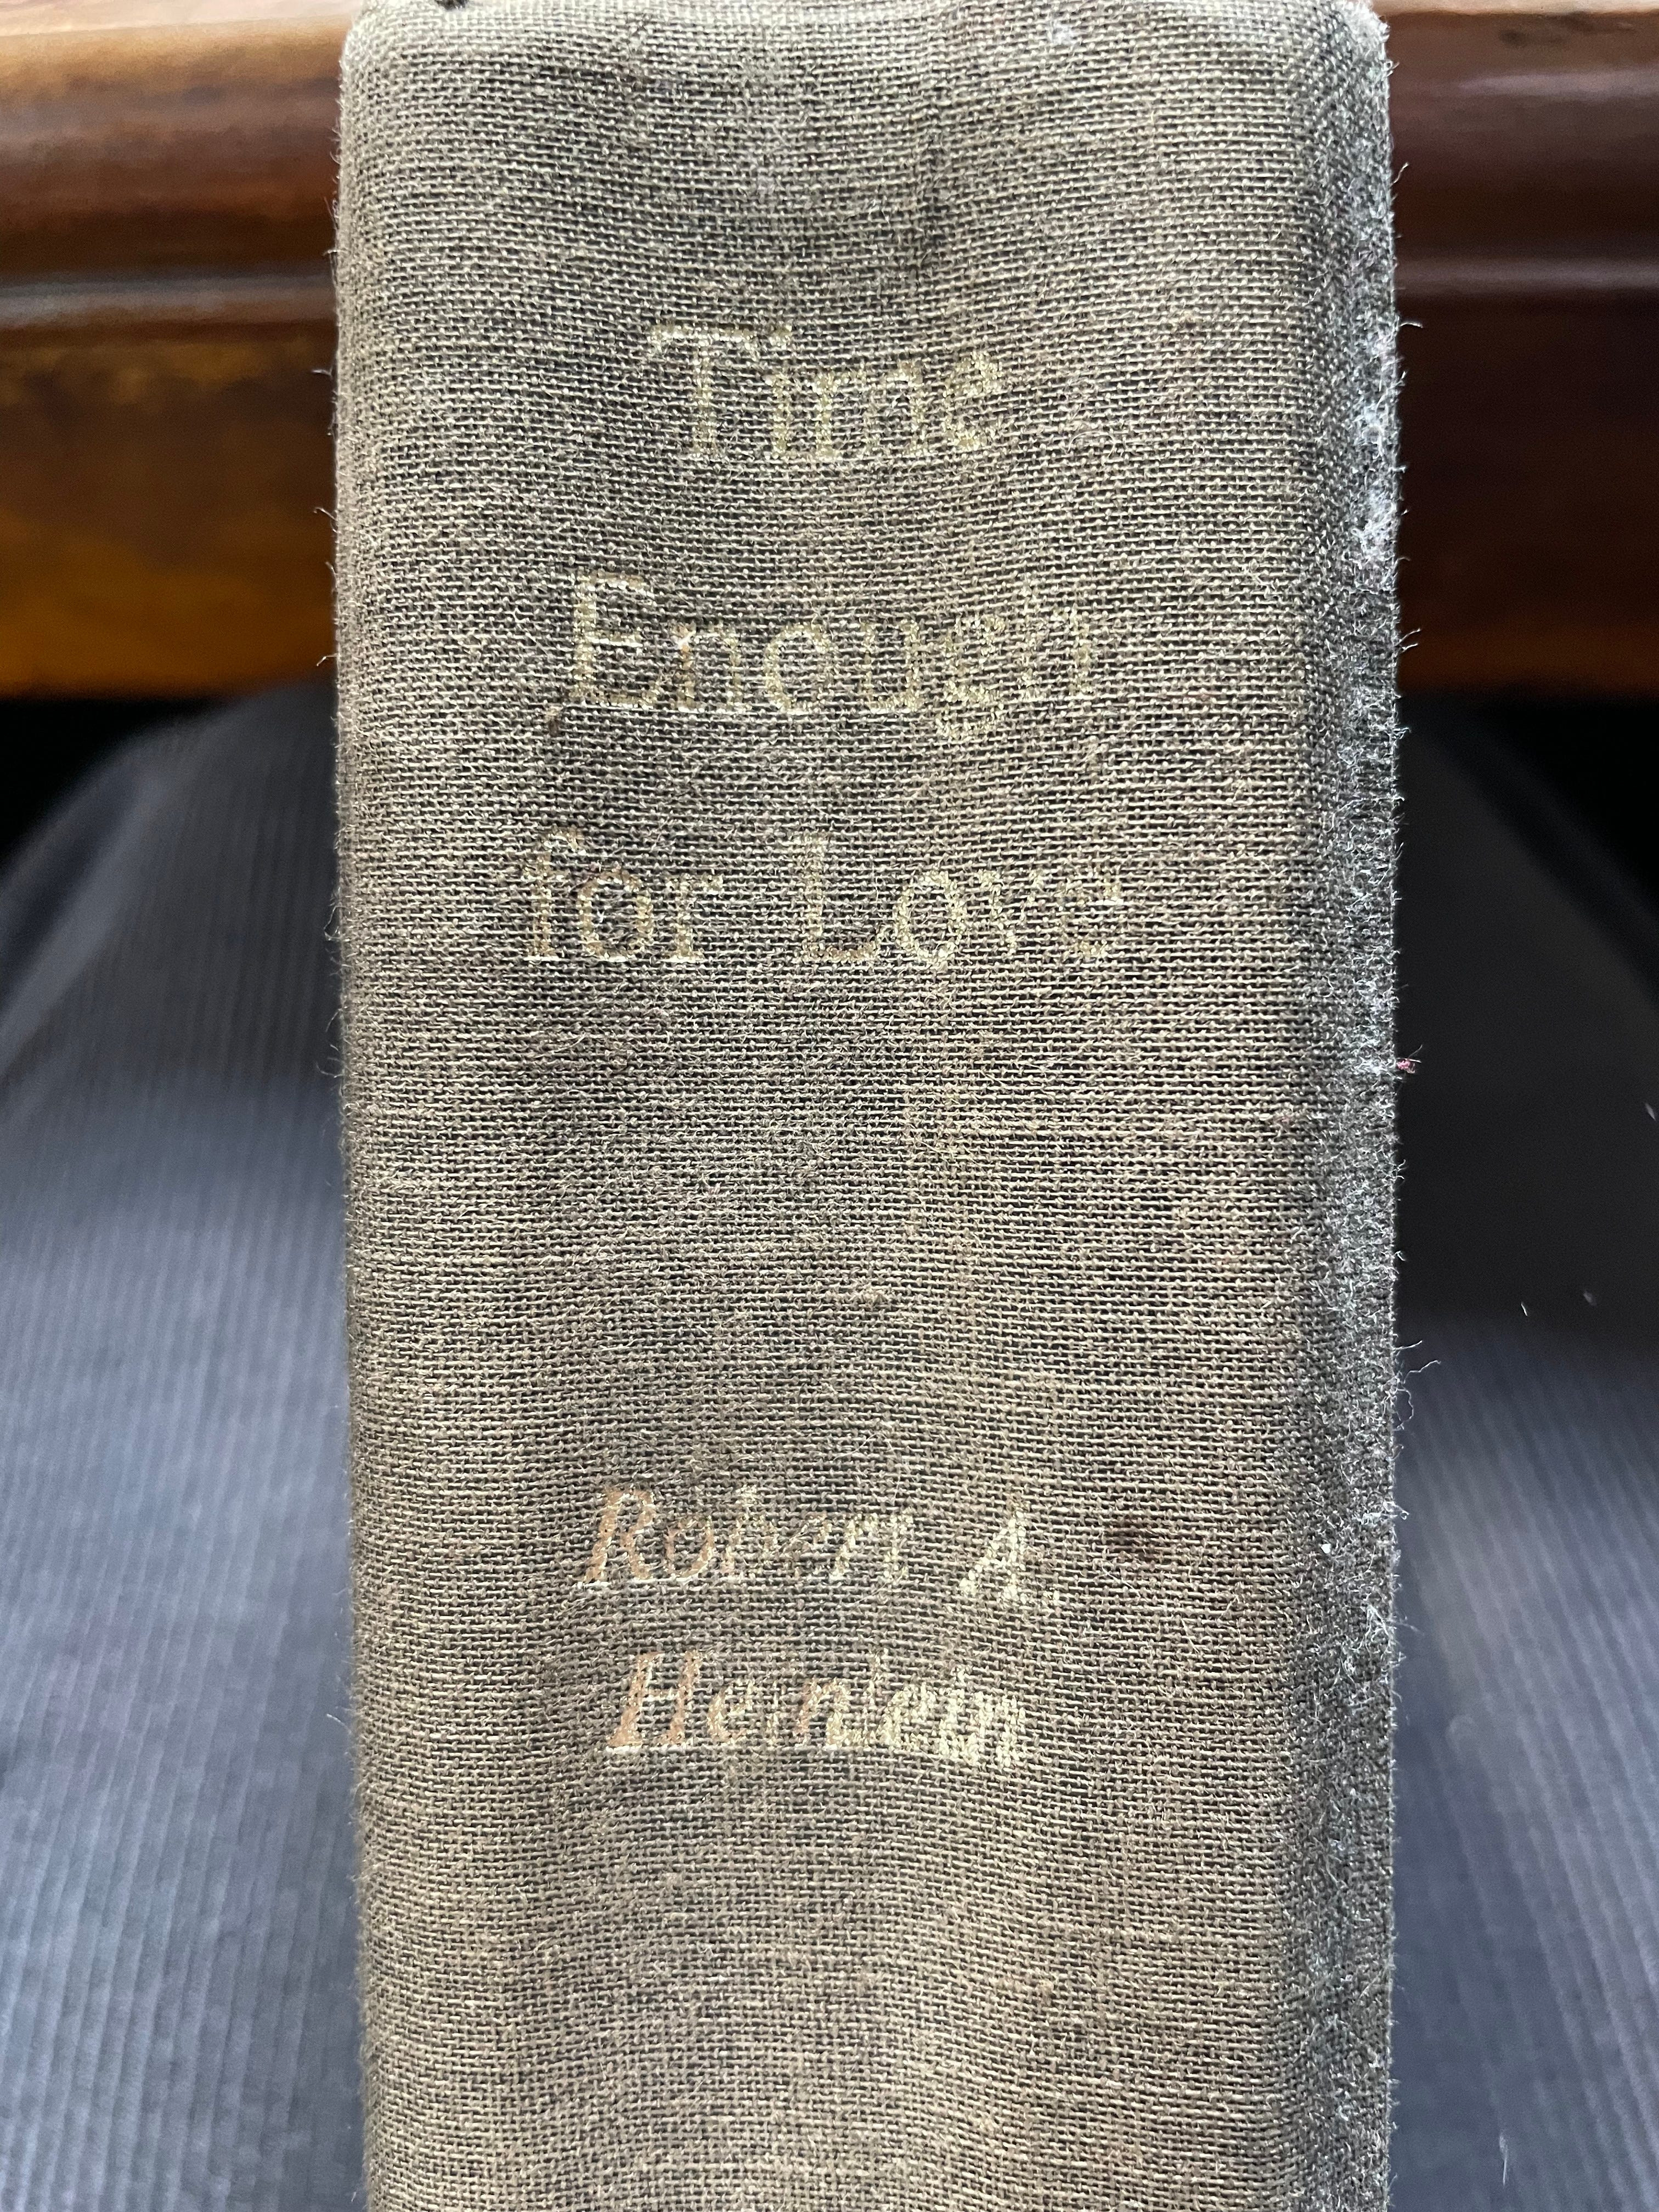 Time
Enough
for Love
Robert A.
Heinlein